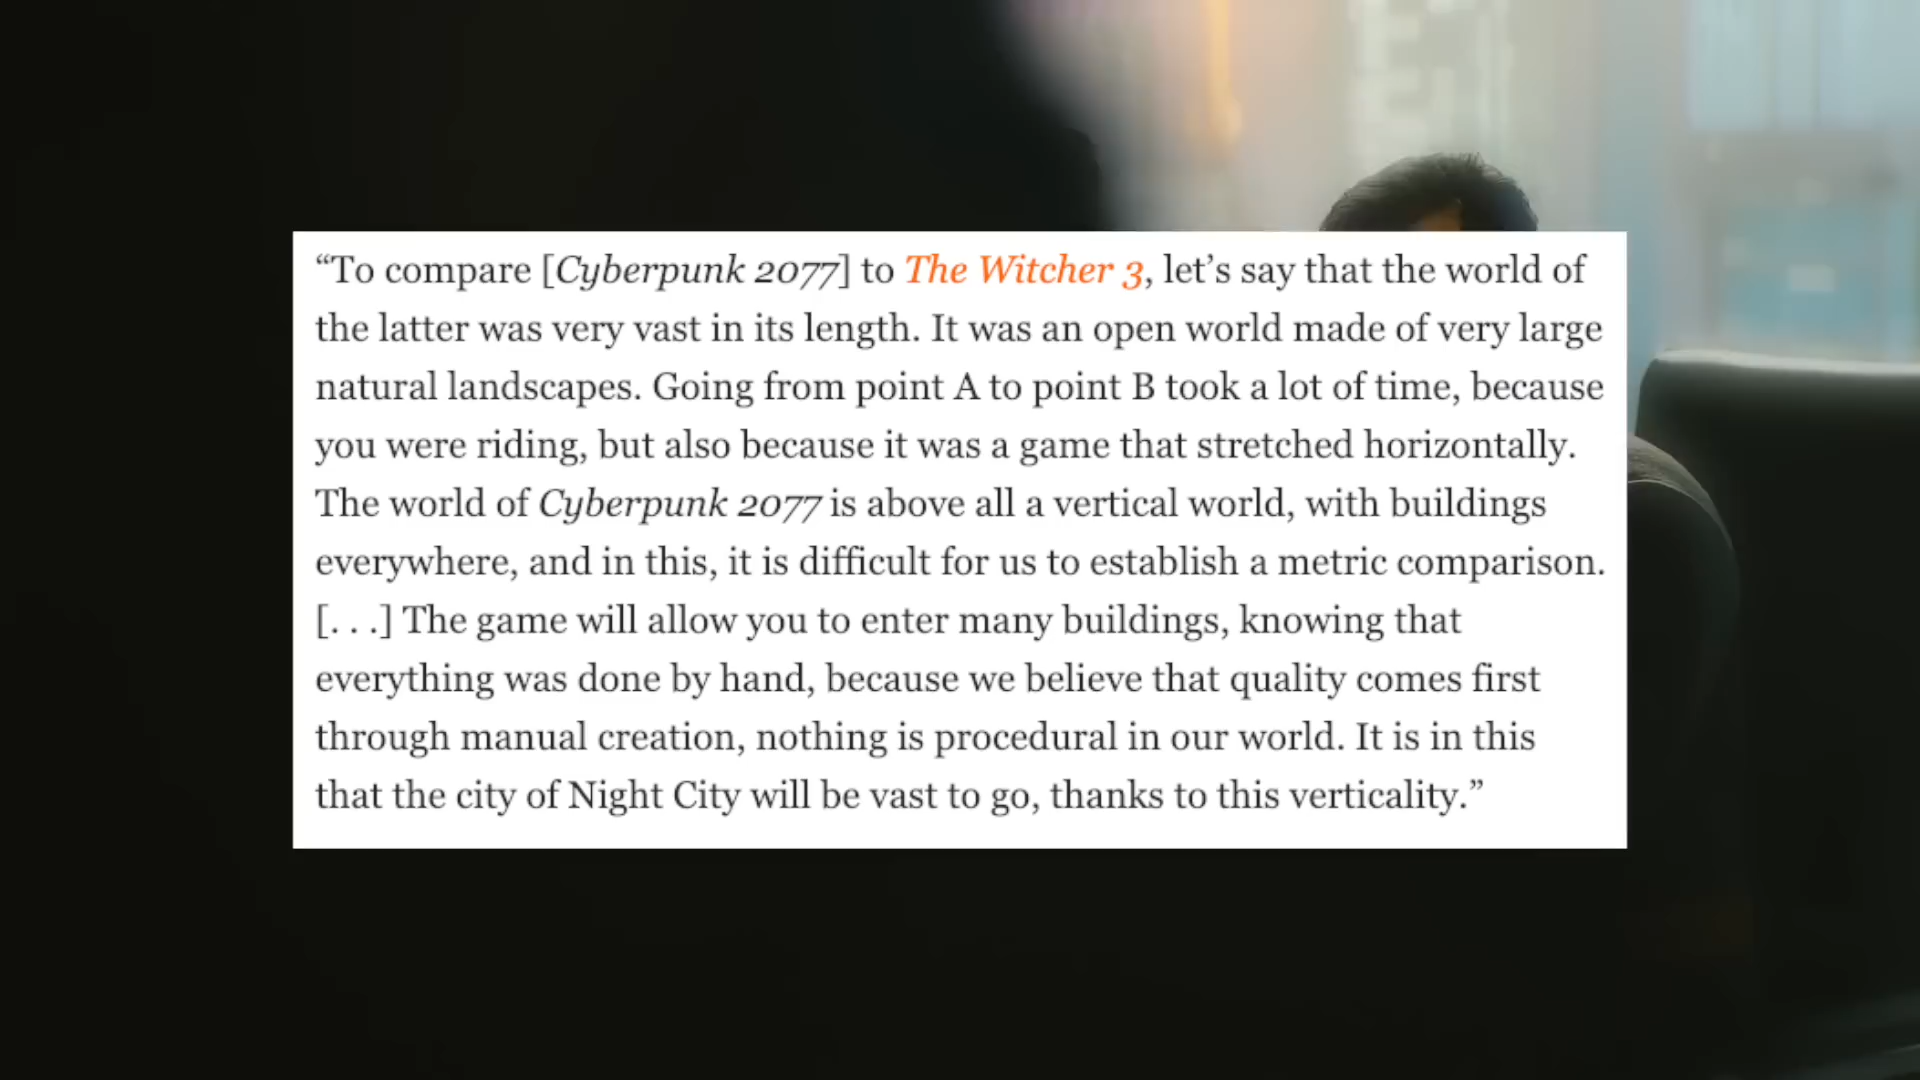 “To compare [Cyberpunk 2077] to The Witcher 3, let’s say that the world of
the latter was very vast in its length. It was an open world made of very large
natural landscapes. Going from point A to point B took a lot of time, because
you were riding, but also because it was a game that stretched horizontally.
The world of Cyberpunk 2077 is above all a vertical world, with buildings
everywhere, and in this, it is difficult for us to establish a metric comparison.
[. . .] The game will allow you to enter many buildings, knowing that
everything was done by hand, because we believe that quality comes first
through manual creation, nothing is procedural in our world. It is in this
that the city of Night City will be vast to go, thanks to this verticality.”